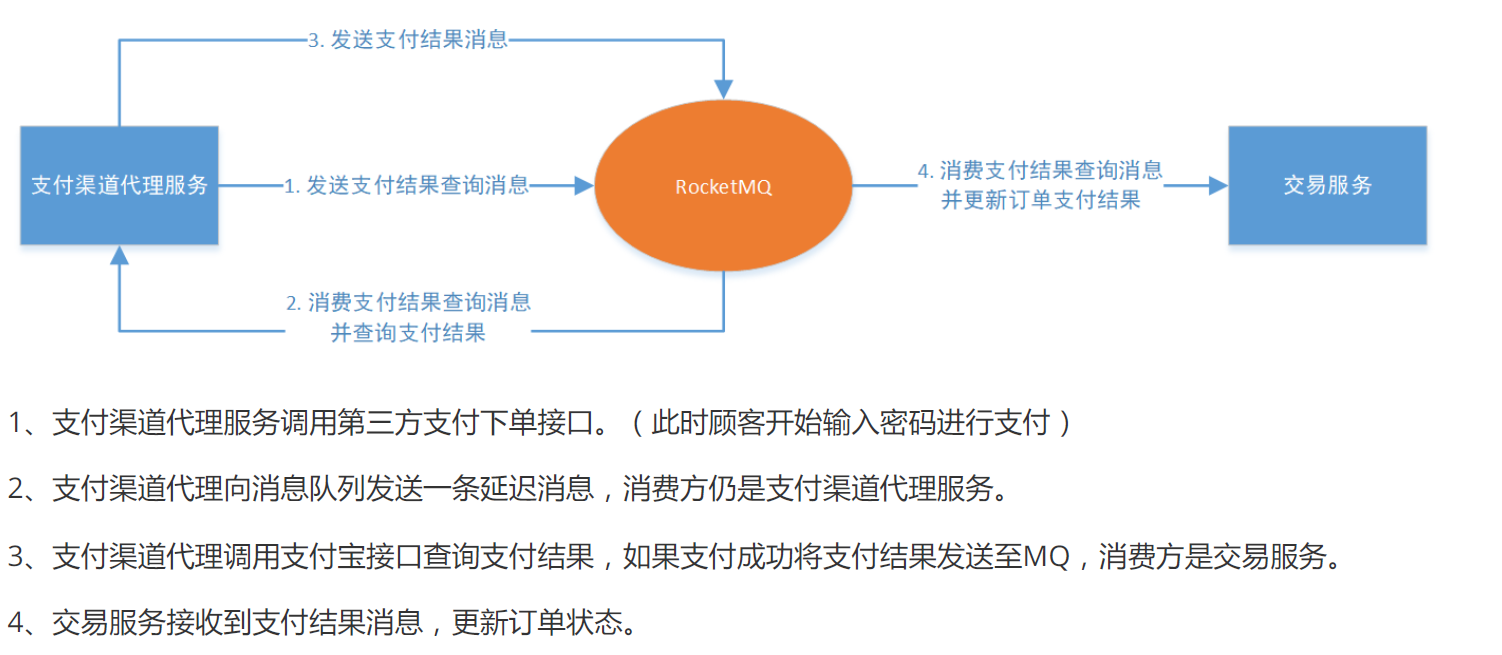 3. 发送支付结果消息
支付渠道代理服务
1. 发送支付结果查询消息
RocketMQ
4. 消费支付结果查询消息
并更新订单支付结果
交易服务
2. 消费支付结果查询消息
并查询支付结果
1、支付渠道代理服务调用第三方支付下单接口。（此时顾客开始输入密码进行支付）
2、支付渠道代理向消息队列发送一条延迟消息，消费方仍是支付渠道代理服务。
3、支付渠道代理调用支付宝接口查询支付结果，如果支付成功将支付结果发送至MQ，消费方是交易服务。
4、交易服务接收到支付结果消息，更新订单状态。